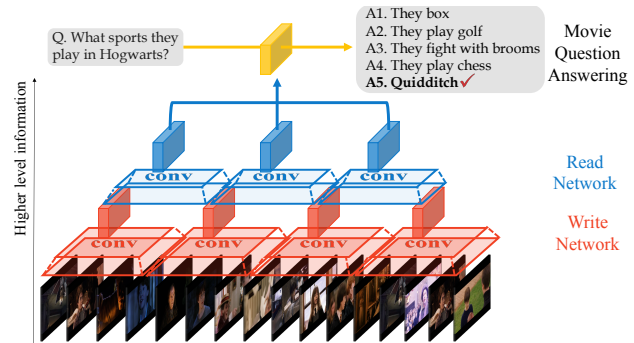 Q. What sports they
play in Hogwarts?
A1. They box
A2. They play golf
A3. They fight with brooms
A4. They play chess
A5. Quidditch✓
Movie
Question
Answering
Higher level information
conv conv conv
Read
Network
conv conv conv conv
Write
Network